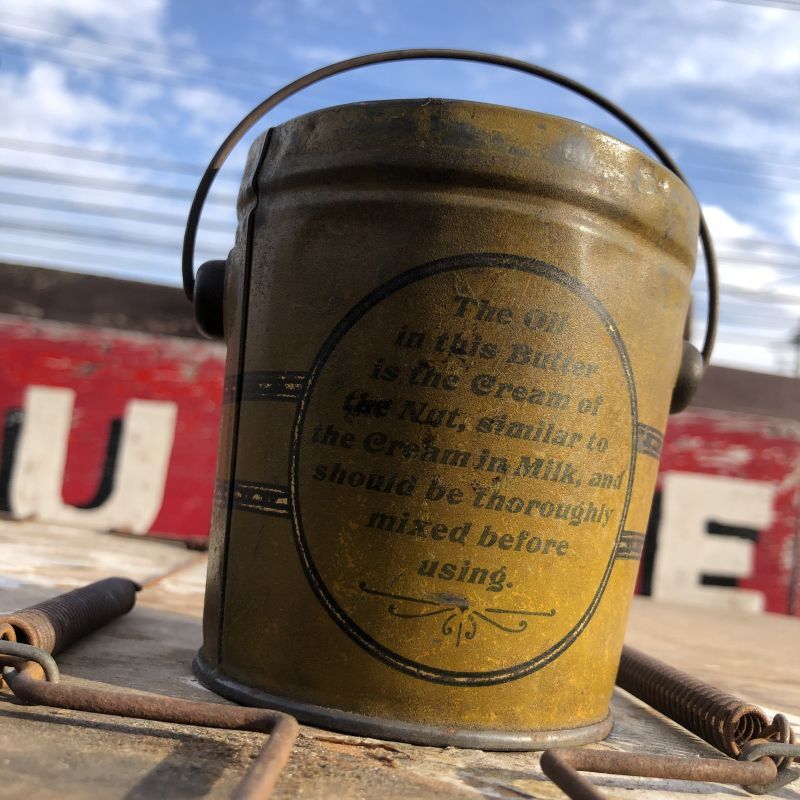 The Oil
in this Butter
is the Cream of
the Nut, similar to
the Cream in Milk, and
should be thoroughly
mixed before
using.
U
E